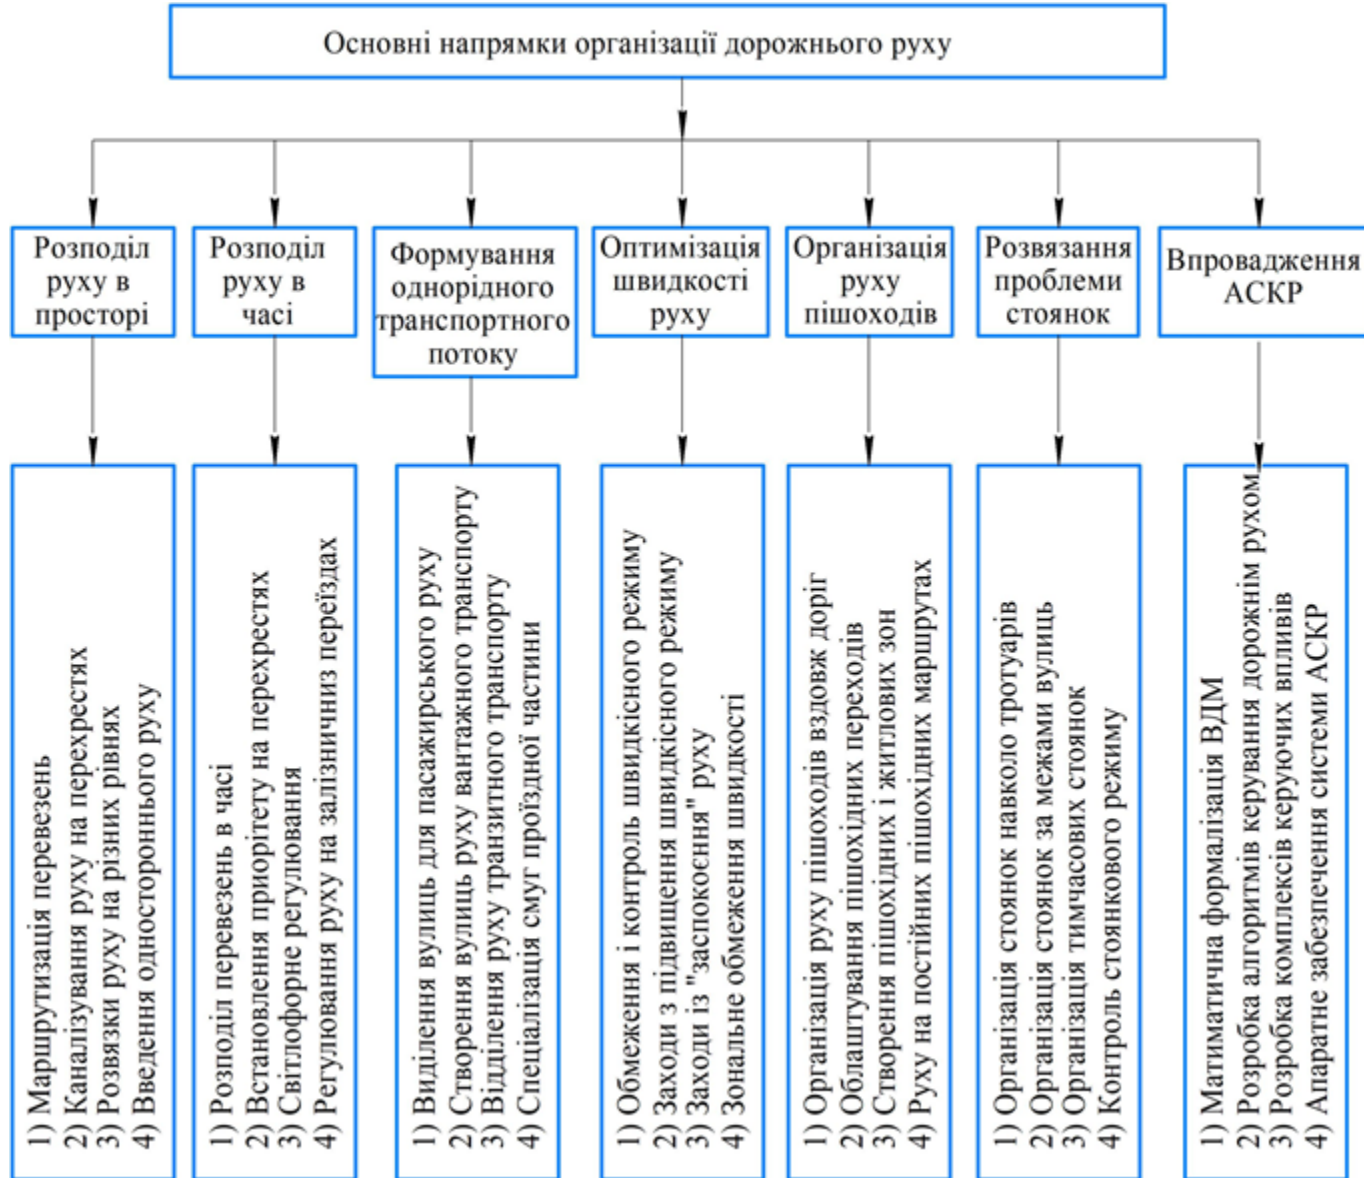 Основні напрямки організації дорожнього руху
Розподіл
руху в
просторі
Розподіл
руху в
часі
Формування
однорідного
транспортного
потоку
Оптимізація
швидкості
руху
Організація
руху
пішоходів
Розвязання
проблеми
стоянок
Впровадження
АСКР
1) Маршрутизація перевезень
2) Каналізування руху на перехрестях
3) Розвязки руху на різних рівнях
4) Введення одностороннього руху
1) Розподіл перевезень в часі
2) Встановлення приорітету на перехрестях
3) Світлофорне регулювання
4) Регулювання руху на залізничниз переїздах
1) Виділення вулиць для пасажирського руху
2) Створення вулиць руху вантажного транспорту
3) Відділення руху транзитного транспорту
4) Спеціалізація смуг проїздної частини
1) Обмеження і контроль швидкісного режиму
2) Заходи з підвищення швидкісного режиму
3) Заходи із "заспокоєння" руху
4) Зональне обмеження швидкості
1) Організація руху пішоходів вздовж доріг
2) Облаштування пішохідних переходів
3) Створення пішохідних і житлових зон
4) Руху на постійних пішохідних маршрутах
1) Організація стоянок навколо тротуарів
2) Організація стоянок за межами вулиць
3) Організація тимчасових стоянок
4) Контроль стоянкового режиму
1) Матиматична формалізація ВДМ
2) Розробка алгоритмів керування дорожнім рухом
3) Розробка комплексів керуючих впливів
4) Апаратне забезпечення системи АСКР